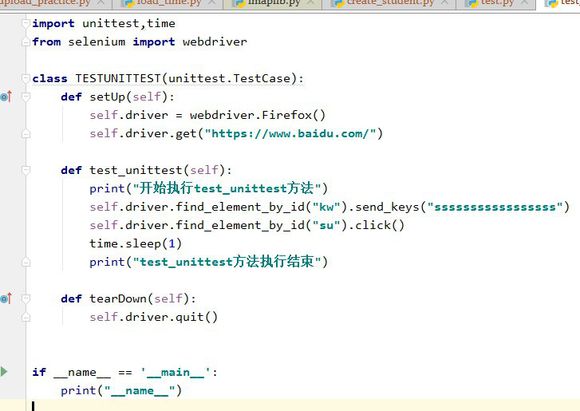 upload_practice.py load_time.py imaplib.py create_student.py test.py test
import unittest,time
from selenium import webdriver
class TESTUNITTEST(unittest.TestCase):
def setUp(self):
self.driver = webdriver.Firefox()
self.driver.get("https://www.baidu.com/")
def test_unittest(self):
print("开始执行test_unittest方法")
self.driver.find_element_by_id("kw").send_keys("sssssssssssssssss")
self.driver.find_element_by_id("su").click()
time.sleep(1)
print("test_unittest方法执行结束")
def tearDown(self):
self.driver.quit()
if __name__ == '__main__':
print("__name__")